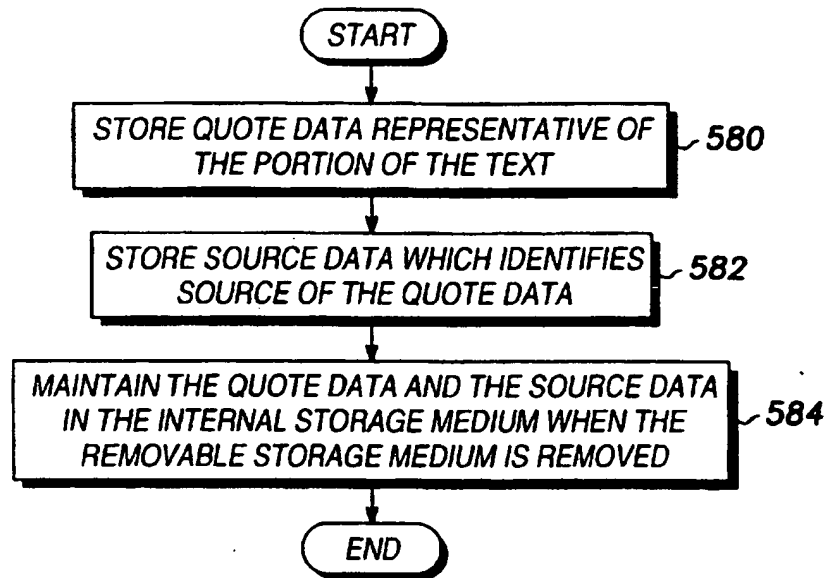 START
STORE QUOTE DATA REPRESENTATIVE OF
THE PORTION OF THE TEXT
580
STORE SOURCE DATA WHICH IDENTIFIES
SOURCE OF THE QUOTE DATA
582
MAINTAIN THE QUOTE DATA AND THE SOURCE DATA
IN THE INTERNAL STORAGE MEDIUM WHEN THE
REMOVABLE STORAGE MEDIUM IS REMOVED
584
END